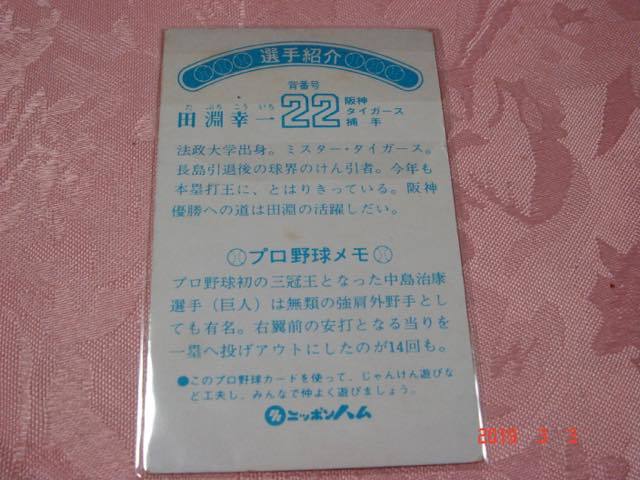 選手紹介
背番号
たぶちこういち
田淵幸一
22
阪神
タイガース
捕手
法政大学出身。ミスター・タイガース。
長島引退後の球界のけん引者。今年も
本塁打王に、とはりきっている。阪神
優勝への道は田淵の活躍しだい。
プロ野球メモ
プロ野球初の三冠王となった中島治康
選手（巨人）は無類の強肩外野手とし
ても有名。右翼前の安打となる当りを
一塁へ投げアウトにしたのが14回も。
●このプロ野球カードを使って、じゃんけん遊びな
ど工夫し、みんなで仲よく遊びましょう。
ニッポンハム
2019 3 3